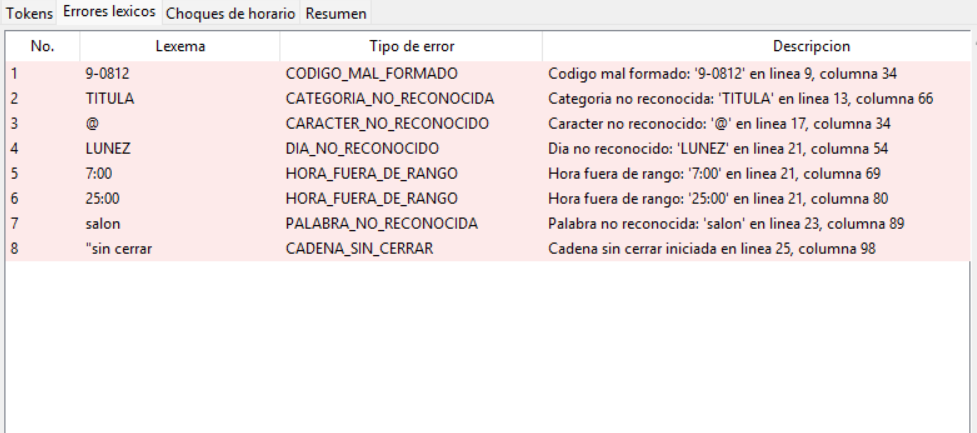 Tokens Errores lexicos Choques de horario Resumen
No. Lexema Tipo de error Descripcion
1 9-0812 CODIGO_MAL_FORMADO Codigo mal formado: '9-0812' en linea 9, columna 34
2 TITULA CATEGORIA_NO_RECONOCIDA Categoria no reconocida: 'TITULA' en linea 13, columna 66
3 @ CARACTER_NO_RECONOCIDO Caracter no reconocido: '@' en linea 17, columna 34
4 LUNEZ DIA_NO_RECONOCIDO Dia no reconocido: 'LUNEZ' en linea 21, columna 54
5 7:00 HORA_FUERA_DE_RANGO Hora fuera de rango: '7:00' en linea 21, columna 69
6 25:00 HORA_FUERA_DE_RANGO Hora fuera de rango: '25:00' en linea 21, columna 80
7 salon PALABRA_NO_RECONOCIDA Palabra no reconocida: 'salon' en linea 23, columna 89
8 "sin cerrar CADENA_SIN_CERRAR Cadena sin cerrar iniciada en linea 25, columna 98